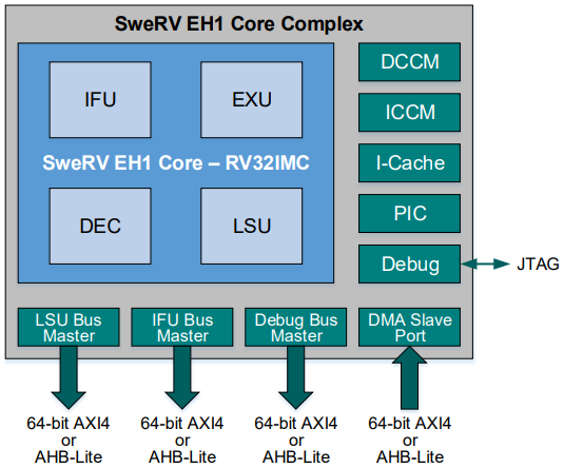 SweRV EH1 Core Complex
IFU
EXU
SweRV EH1 Core – RV32IMC
DEC
LSU
DCCM
ICCM
I-Cache
PIC
Debug
JTAG
LSU Bus
Master
IFU Bus
Master
Debug Bus
Master
DMA Slave
Port
64-bit AXI4
or
AHB-Lite
64-bit AXI4
or
AHB-Lite
64-bit AXI4
or
AHB-Lite
64-bit AXI4
or
AHB-Lite